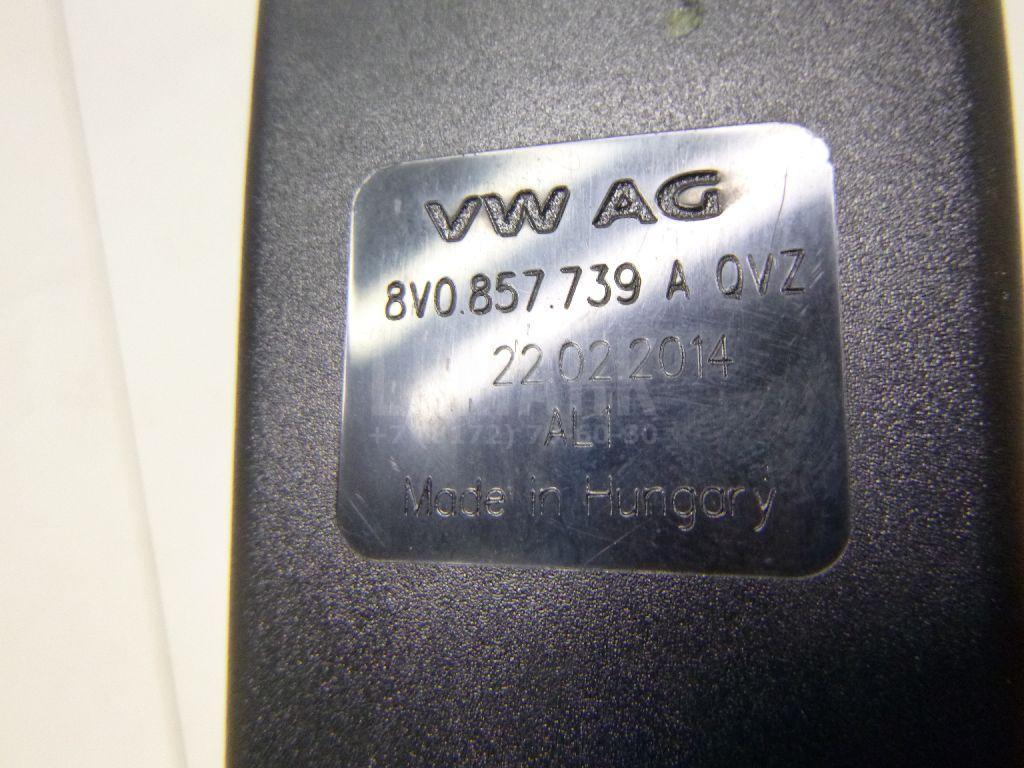 VW AG
8V0.857.739 A QVZ
22 02 2014
AL1
Made in Hungary